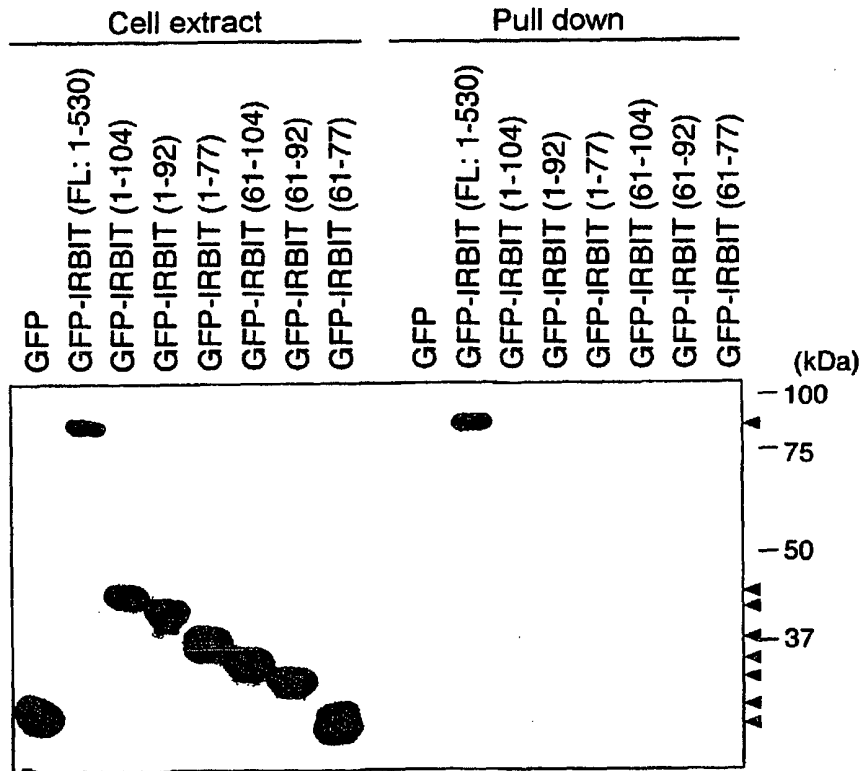 Cell extract
Pull down
GFP
GFP-IRBIT (FL: 1-530)
GFP-IRBIT (1-104)
GFP-IRBIT (1-92)
GFP-IRBIT (1-77)
GFP-IRBIT (61-104)
GFP-IRBIT (61-92)
GFP-IRBIT (61-77)
GFP
GFP-IRBIT (FL: 1-530)
GFP-IRBIT (1-104)
GFP-IRBIT (1-92)
GFP-IRBIT (1-77)
GFP-IRBIT (61-104)
GFP-IRBIT (61-92)
GFP-IRBIT (61-77)
(kDa)
100
75
50
37